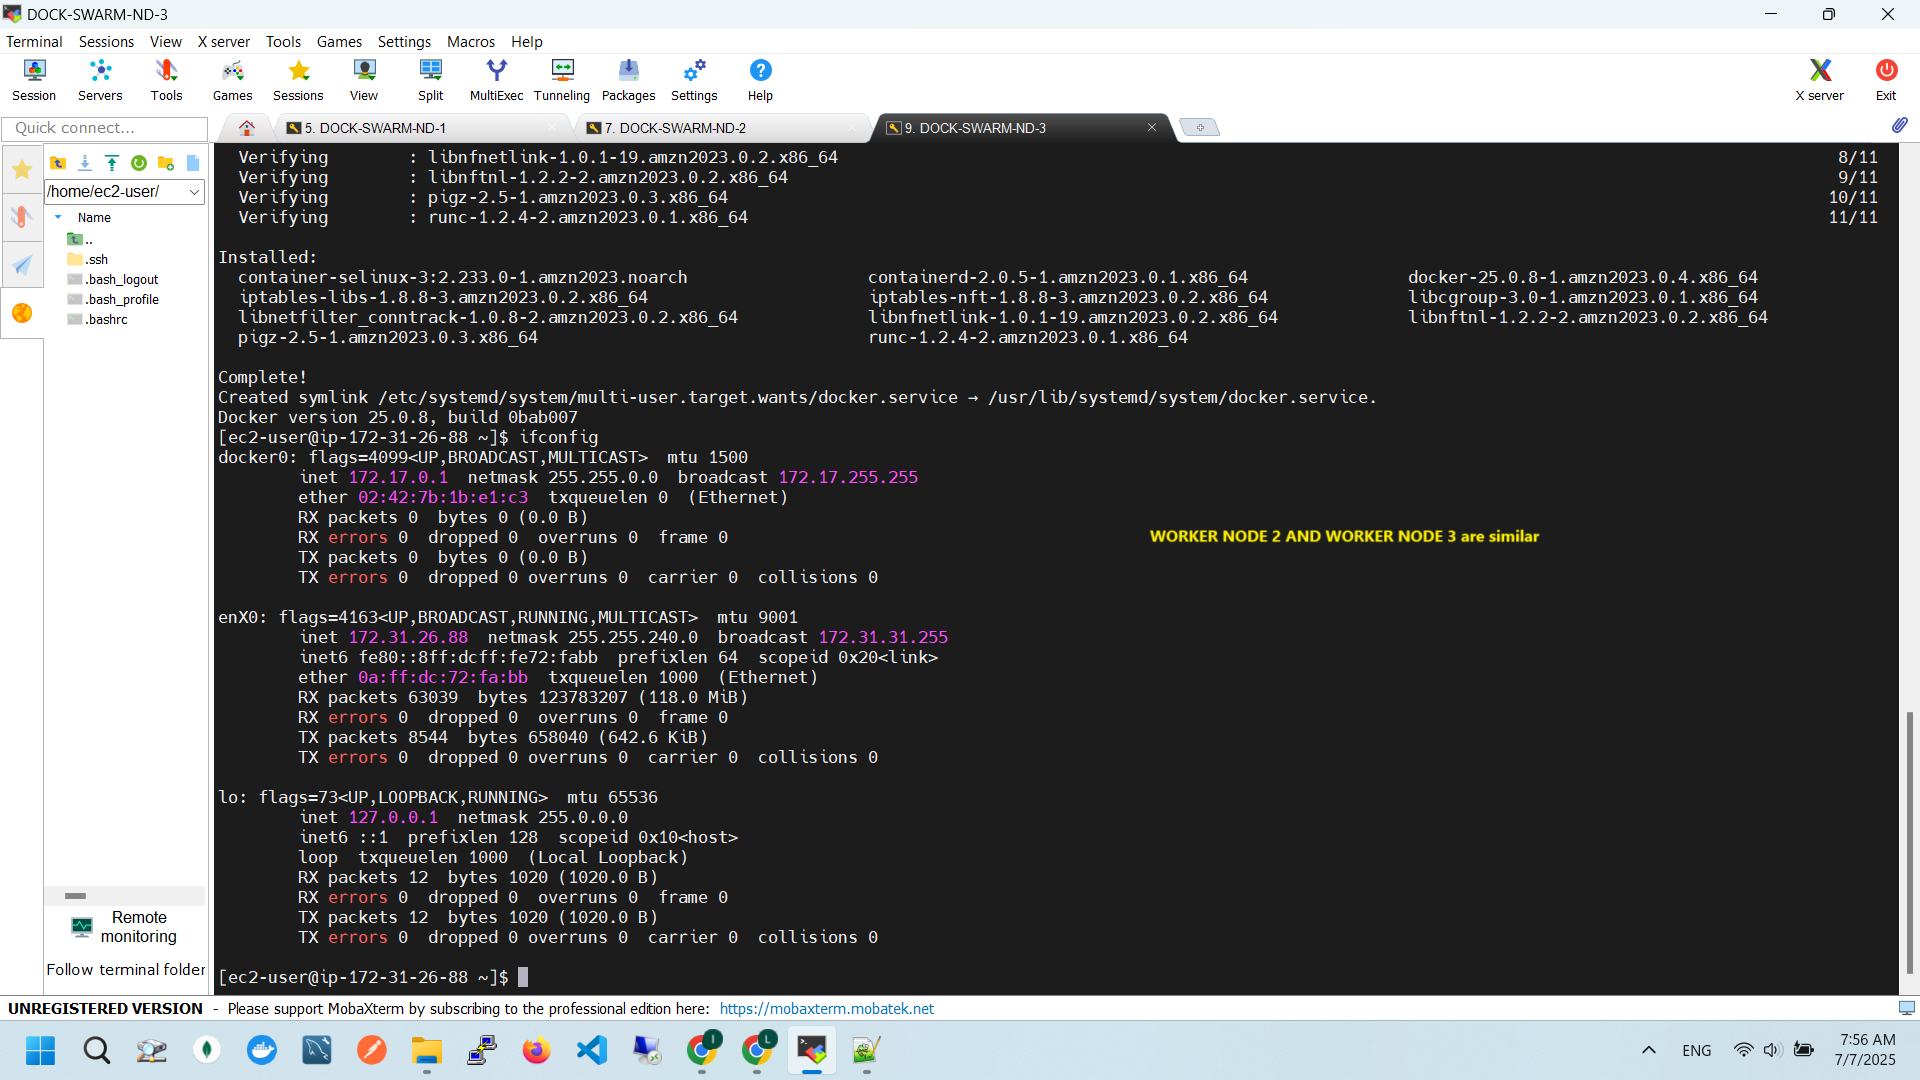 DOCK-SWARM-ND-3
Terminal Sessions View X server Tools Games Settings Macros Help
Session Servers Tools Games Sessions View Split MultiExec Tunneling Packages Settings Help X server Exit
Quick connect...
5. DOCK-SWARM-ND-1
7. DOCK-SWARM-ND-2
9. DOCK-SWARM-ND-3
/home/ec2-user/
Name
..
.ssh
.bash_logout
.bash_profile
.bashrc
Remote
monitoring
Follow terminal folder
Verifying : libnfnetlink-1.0.1-19.amzn2023.0.2.x86_64 8/11
Verifying : libnftnl-1.2.2-2.amzn2023.0.2.x86_64 9/11
Verifying : pigz-2.5-1.amzn2023.0.3.x86_64 10/11
Verifying : runc-1.2.4-2.amzn2023.0.1.x86_64 11/11
Installed:
container-selinux-3:2.233.0-1.amzn2023.noarch containerd-2.0.5-1.amzn2023.0.1.x86_64 docker-25.0.8-1.amzn2023.0.4.x86_64
iptables-libs-1.8.8-3.amzn2023.0.2.x86_64 iptables-nft-1.8.8-3.amzn2023.0.2.x86_64 libcgroup-3.0-1.amzn2023.0.1.x86_64
libnetfilter_conntrack-1.0.8-2.amzn2023.0.2.x86_64 libnfnetlink-1.0.1-19.amzn2023.0.2.x86_64 libnftnl-1.2.2-2.amzn2023.0.2.x86_64
pigz-2.5-1.amzn2023.0.3.x86_64 runc-1.2.4-2.amzn2023.0.1.x86_64
Complete!
Created symlink /etc/systemd/system/multi-user.target.wants/docker.service → /usr/lib/systemd/system/docker.service.
Docker version 25.0.8, build 0bab007
[ec2-user@ip-172-31-26-88 ~]$ ifconfig
docker0: flags=4099<UP,BROADCAST,MULTICAST> mtu 1500
inet 172.17.0.1 netmask 255.255.0.0 broadcast 172.17.255.255
ether 02:42:7b:1b:e1:c3 txqueuelen 0 (Ethernet)
RX packets 0 bytes 0 (0.0 B)
RX errors 0 dropped 0 overruns 0 frame 0
TX packets 0 bytes 0 (0.0 B)
TX errors 0 dropped 0 overruns 0 carrier 0 collisions 0
WORKER NODE 2 AND WORKER NODE 3 are similar
enX0: flags=4163<UP,BROADCAST,RUNNING,MULTICAST> mtu 9001
inet 172.31.26.88 netmask 255.255.240.0 broadcast 172.31.31.255
inet6 fe80::8ff:dcff:fe72:fabb prefixlen 64 scopeid 0x20<link>
ether 0a:ff:dc:72:fa:bb txqueuelen 1000 (Ethernet)
RX packets 63039 bytes 123783207 (118.0 MiB)
RX errors 0 dropped 0 overruns 0 frame 0
TX packets 8544 bytes 658040 (642.6 KiB)
TX errors 0 dropped 0 overruns 0 carrier 0 collisions 0
lo: flags=73<UP,LOOPBACK,RUNNING> mtu 65536
inet 127.0.0.1 netmask 255.0.0.0
inet6 ::1 prefixlen 128 scopeid 0x10<host>
loop txqueuelen 1000 (Local Loopback)
RX packets 12 bytes 1020 (1020.0 B)
RX errors 0 dropped 0 overruns 0 frame 0
TX packets 12 bytes 1020 (1020.0 B)
TX errors 0 dropped 0 overruns 0 carrier 0 collisions 0
[ec2-user@ip-172-31-26-88 ~]$
UNREGISTERED VERSION - Please support MobaXterm by subscribing to the professional edition here: https://mobaxterm.mobatek.net
I
L
ENG
7:56 AM
7/7/2025